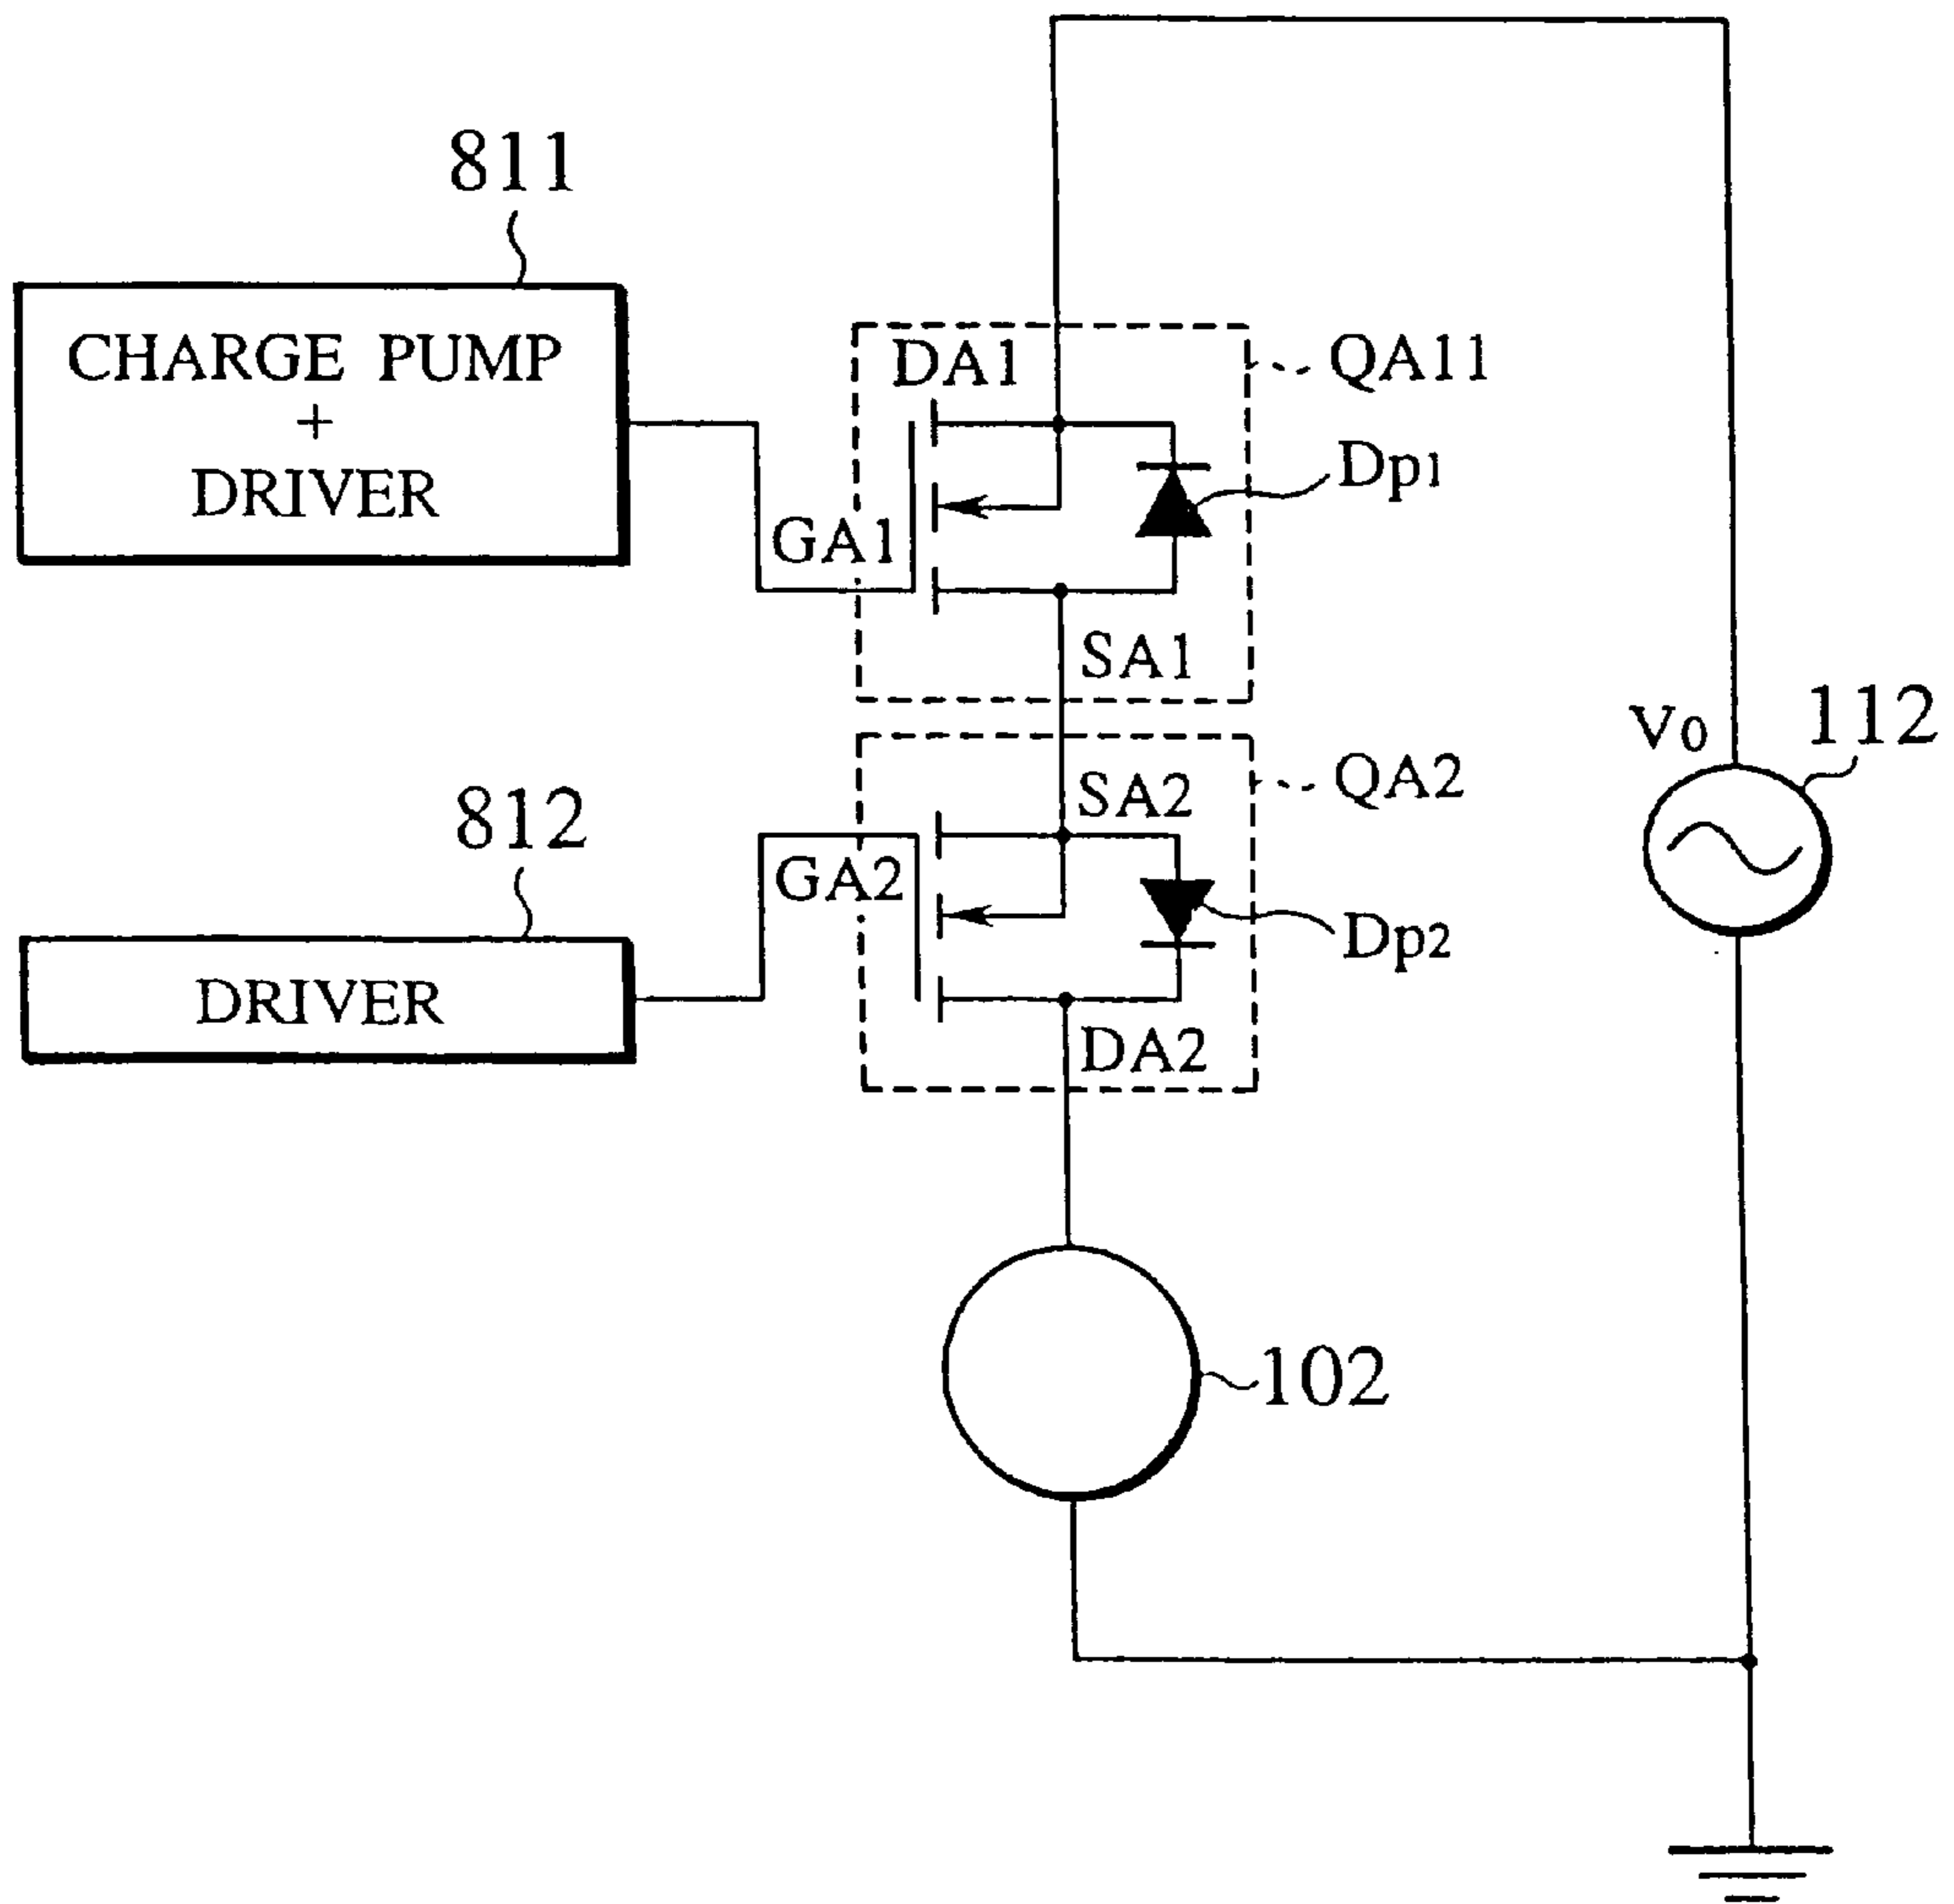 811
CHARGE PUMP
+
DRIVER
DA1
QA11
Dp1
GA1
SA1
V0
112
SA2
QA2
812
GA2
Dp2
DRIVER
DA2
102